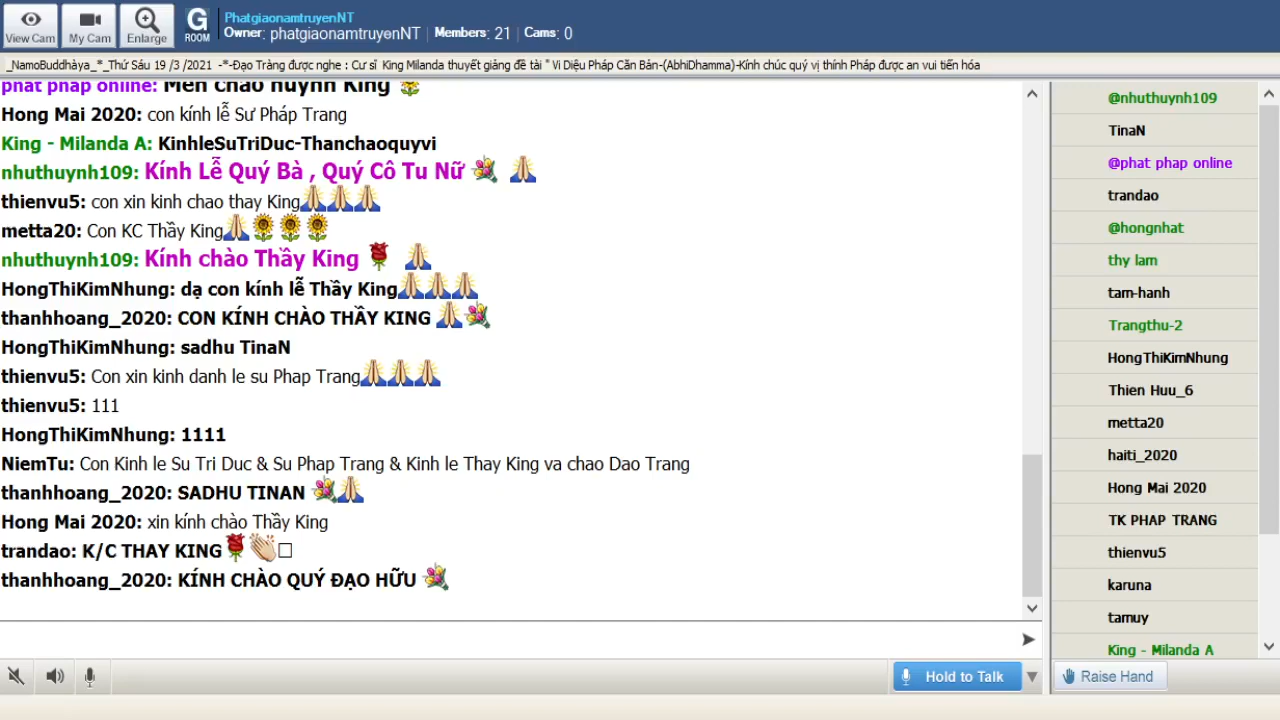 View Cam
My Cam
Enlarge
G
ROOM
PhatgiaonamtruyenNT
Owner: phatgiaonamtruyenNT | Members: 21 | Cams: 0
_NamoBuddhàya_*_Thứ Sáu 19 /3 /2021 -*-Đạo Tràng được nghe : Cư sĩ King Milanda thuyết giảng đề tài " Vi Diệu Pháp Căn Bản-(AbhiDhamma)-Kính chúc quý vị thính Pháp được an vui tiến hóa
phat phap online: Men chao huynh King
Hong Mai 2020: con kính lễ Sư Pháp Trang
King - Milanda A: KinhleSuTriDuc-Thanchaoquyvi
nhuthuynh109: Kính Lễ Quý Bà , Quý Cô Tu Nữ
thienvu5: con xin kinh chao thay King
metta20: Con KC Thầy King
nhuthuynh109: Kính chào Thầy King
HongThiKimNhung: dạ con kính lễ Thầy King
thanhhoang_2020: CON KÍNH CHÀO THẦY KING
HongThiKimNhung: sadhu TinaN
thienvu5: Con xin kinh danh le su Phap Trang
thienvu5: 111
HongThiKimNhung: 1111
NiemTu: Con Kinh le Su Tri Duc & Su Phap Trang & Kinh le Thay King va chao Dao Trang
thanhhoang_2020: SADHU TINAN
Hong Mai 2020: xin kính chào Thầy King
trandao: K/C THAY KING
thanhhoang_2020: KÍNH CHÀO QUÝ ĐẠO HỮU
@nhuthuynh109
TinaN
@phat phap online
trandao
@hongnhat
thy lam
tam-hanh
Trangthu-2
HongThiKimNhung
Thien Huu_6
metta20
haiti_2020
Hong Mai 2020
TK PHAP TRANG
thienvu5
karuna
tamuy
King - Milanda A
Hold to Talk
Raise Hand